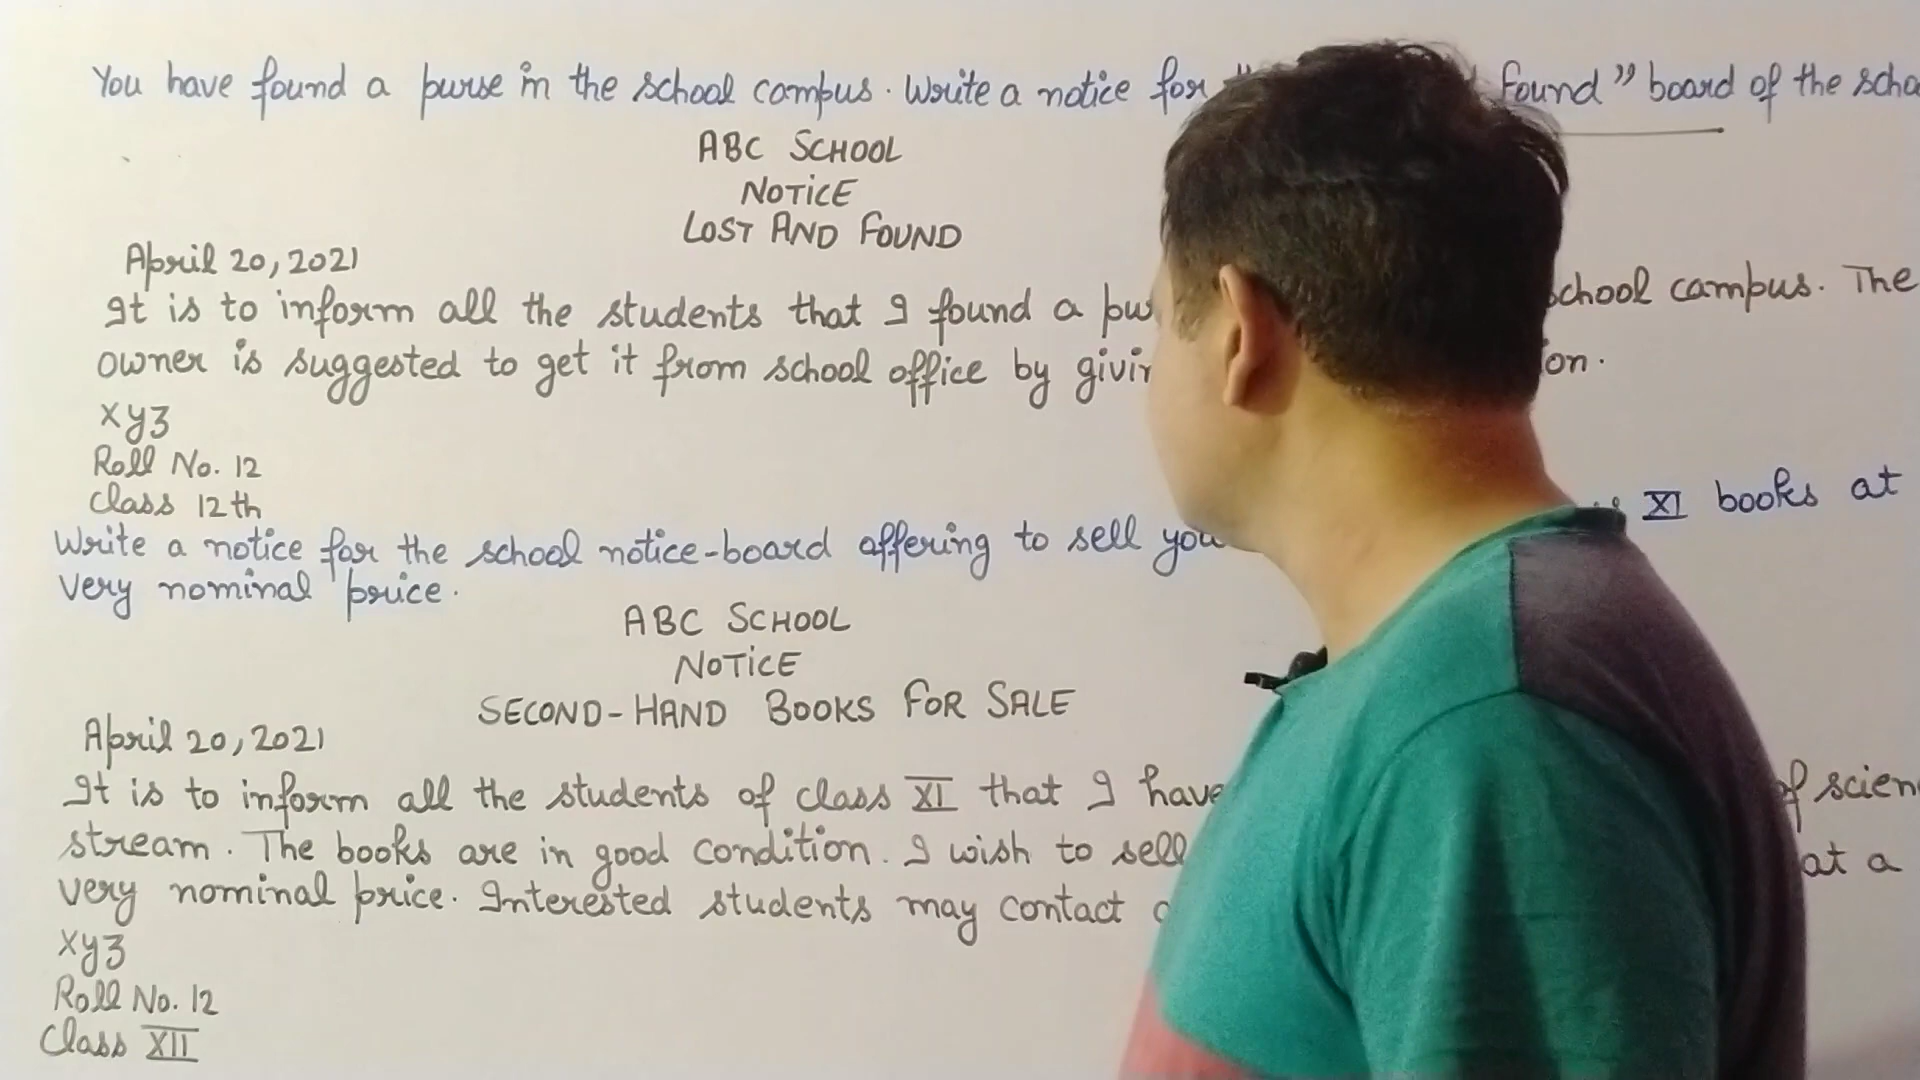 You have found a purse in the school campus. Write a notice for " found" board of the
ABC SCHOOL
NOTICE
LOST AND FOUND
April 20, 2021
It is to inform all the students that I found a school campus. The
owner is suggested to get it from school office by
xyz
Roll No. 12
Class 12th
Write a notice for the school notice-board offering to sell XI books at
very nominal price.
ABC SCHOOL
NOTICE
SECOND-HAND BOOKS FOR SALE
April 20, 2021
It is to inform all the students of class XI that I have of
stream. The books are in good condition. I wish to sell at a
very nominal price. Interested students may contact
xyz
Roll No. 12
Class XII